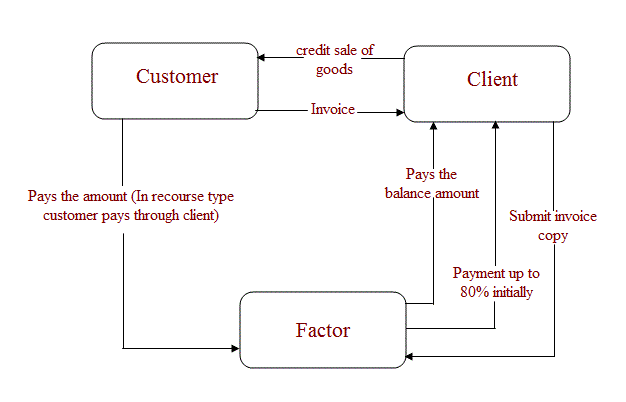 credit sale of
goods
Customer
Client
Invoice
Pays the
balance amount
Pays the amount (In recourse type
customer pays through client)
Submit invoice
copy
Payment up to
80% initially
Factor